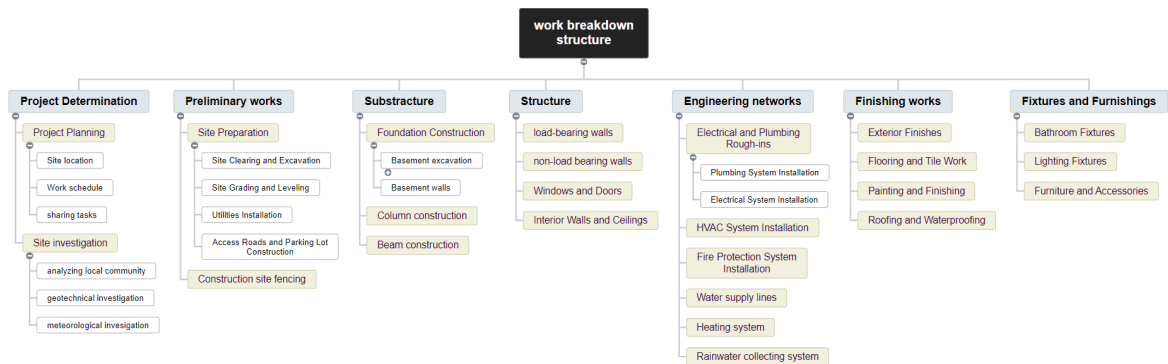 work breakdown
structure
Project Determination
Project Planning
Site location
Work schedule
sharing tasks
Site investigation
analyzing local community
geotechnical investigation
meteorological invesigation
Preliminary works
Site Preparation
Site Clearing and Excavation
Site Grading and Leveling
Utilities Installation
Access Roads and Parking Lot
Construction
Construction site fencing
Substracture
Foundation Construction
Basement excavation
Basement walls
Column construction
Beam construction
Structure
load-bearing walls
non-load bearing walls
Windows and Doors
Interior Walls and Ceilings
Engineering networks
Electrical and Plumbing
Rough-ins
Plumbing System Installation
Electrical System Installation
HVAC System Installation
Fire Protection System
Installation
Water supply lines
Heating system
Rainwater collecting system
Finishing works
Exterior Finishes
Flooring and Tile Work
Painting and Finishing
Roofing and Waterproofing
Fixtures and Furnishings
Bathroom Fixtures
Lighting Fixtures
Furniture and Accessories